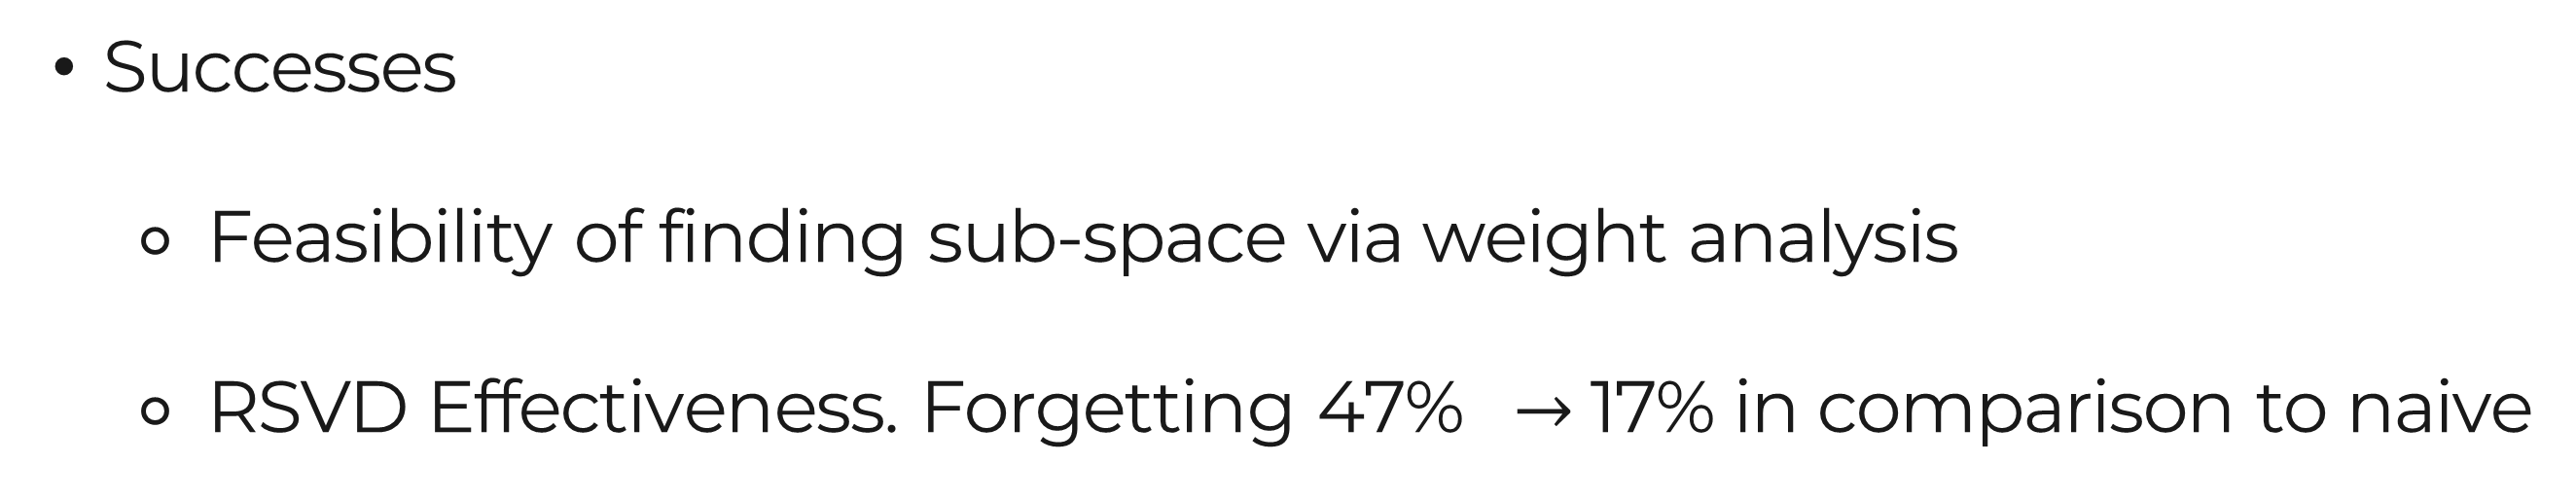 • Successes
o Feasibility of finding sub-space via weight analysis
o RSVD Effectiveness. Forgetting 47% → 17% in comparison to naive